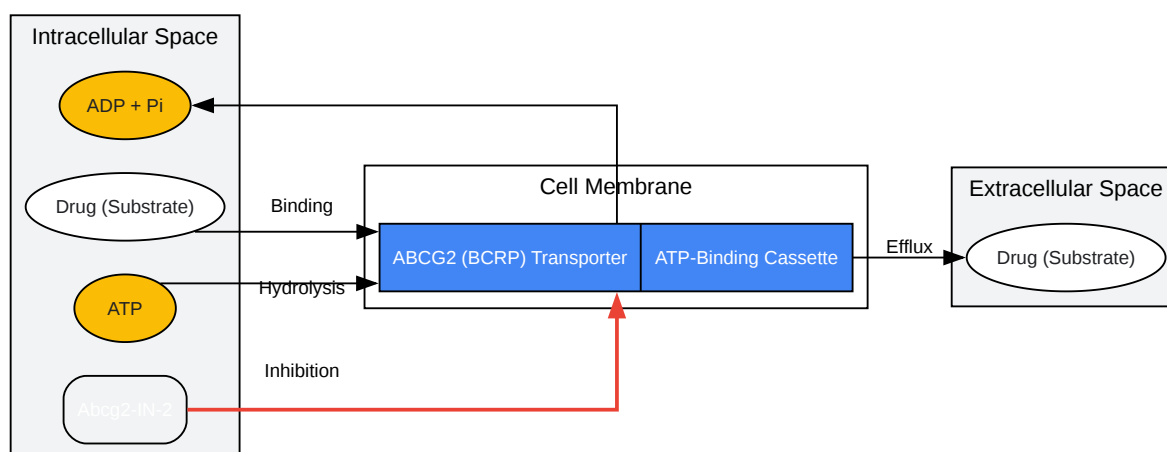 Intracellular Space
ADP + Pi
Drug (Substrate)
ATP
Abcg2-IN-2
Binding
Hydrolysis
Inhibition
Cell Membrane
ABCG2 (BCRP) Transporter
ATP-Binding Cassette
Efflux
Extracellular Space
Drug (Substrate)